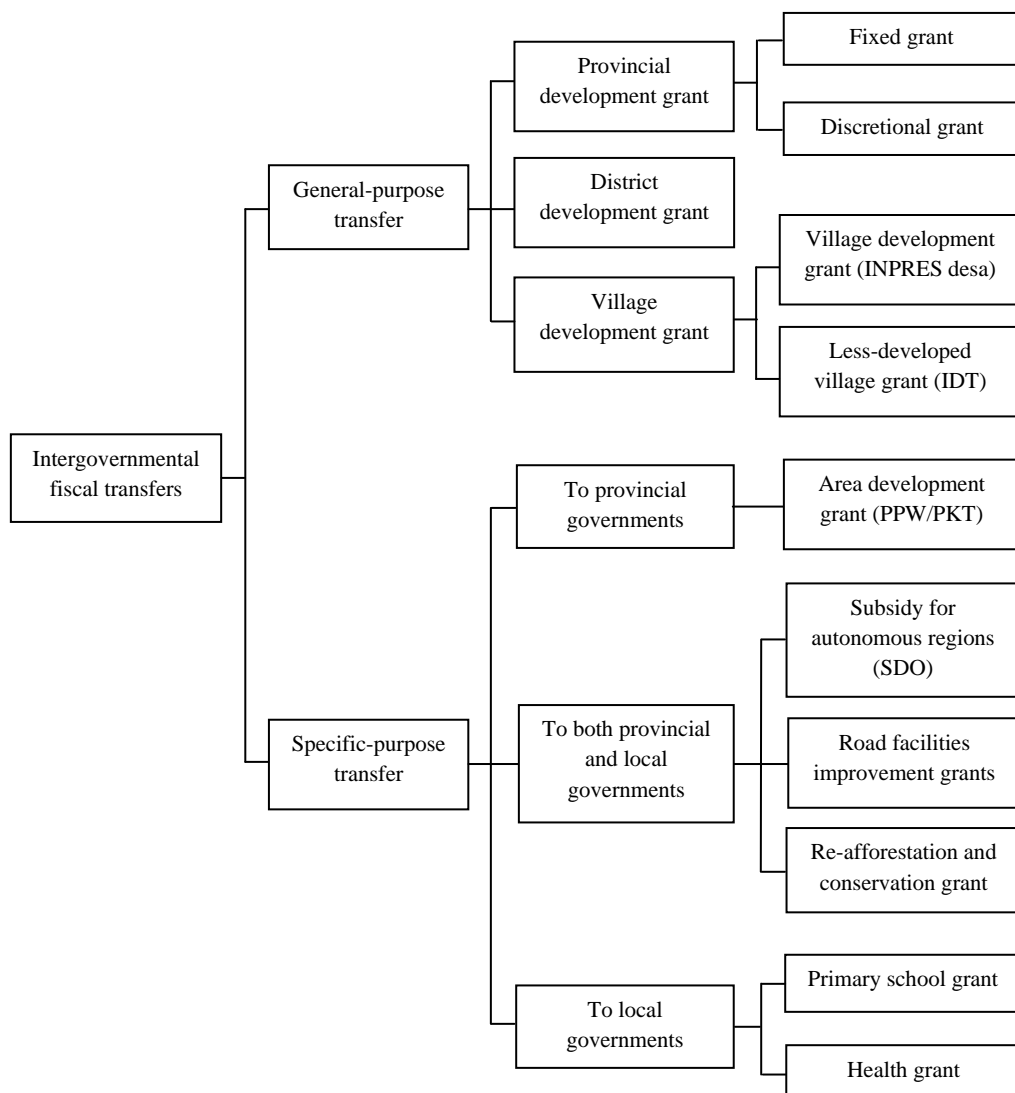 Intergovernmental
fiscal transfers
General-purpose
transfer
Provincial
development grant
Fixed grant
Discretional grant
District
development grant
Village
development grant
Village development
grant (INPRES desa)
Less-developed
village grant (IDT)
Specific-purpose
transfer
To provincial
governments
Area development
grant (PPW/PKT)
To both provincial
and local
governments
Subsidy for
autonomous regions
(SDO)
Road facilities
improvement grants
Re-afforestation and
conservation grant
To local
governments
Primary school grant
Health grant